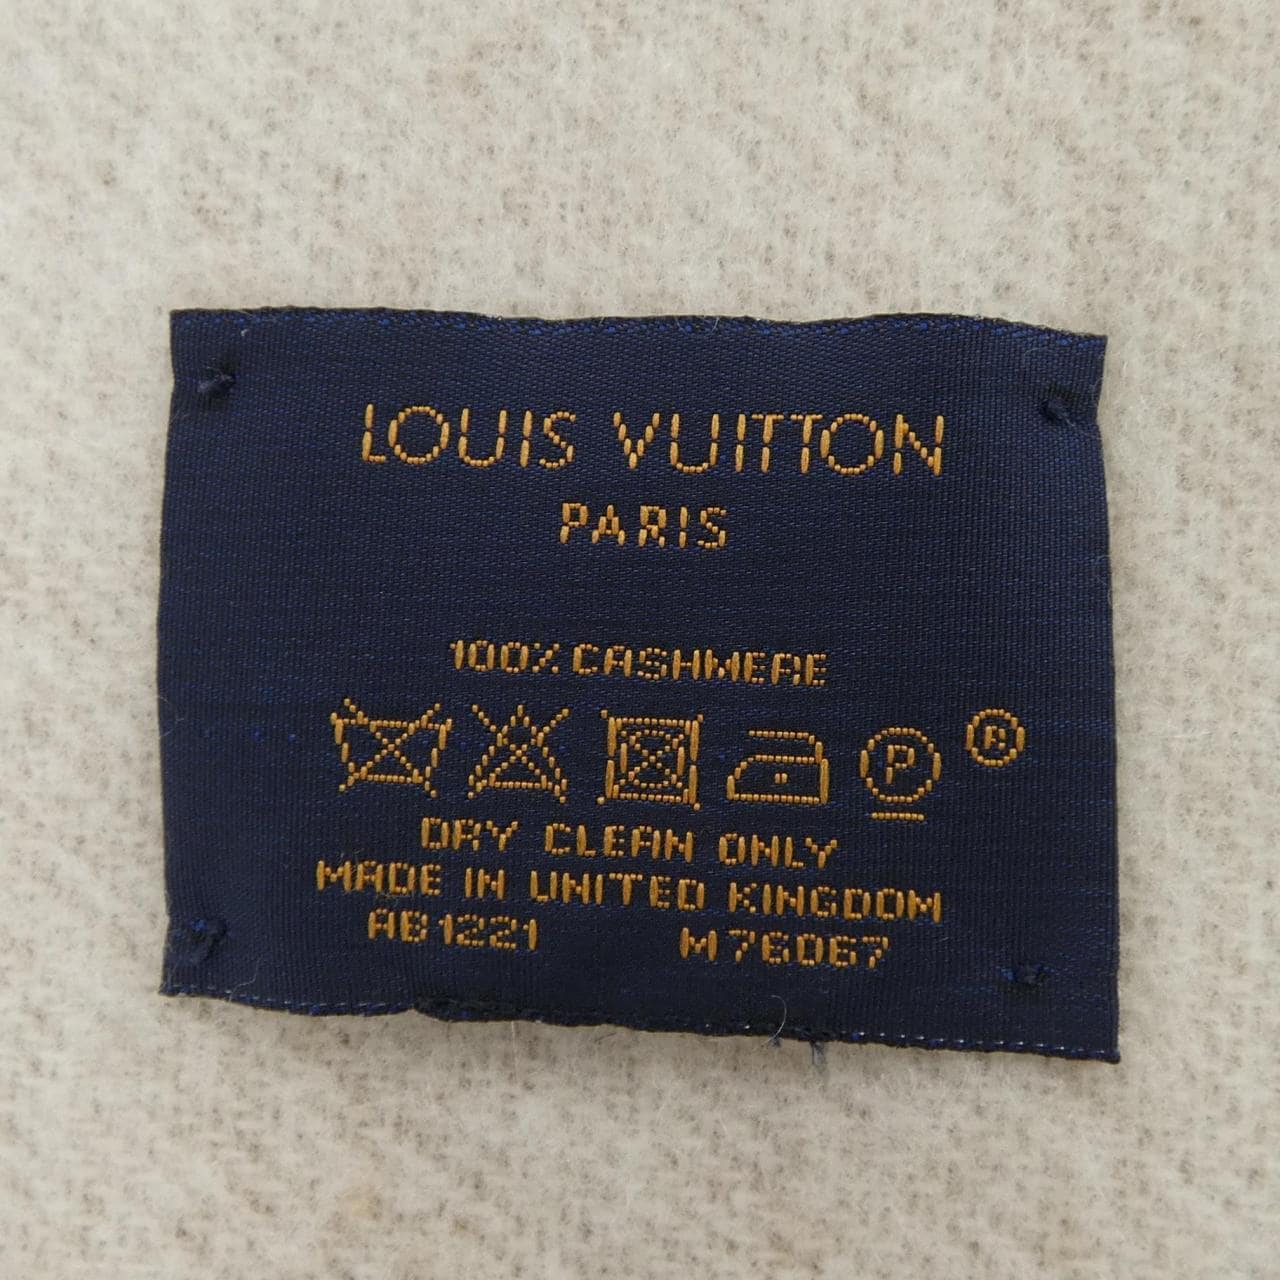 LOUIS VUITTON
PARIS
100% CASHMERE
P ®
DRY CLEAN ONLY
MADE IN UNITED KINGDOM
AB1221 M76067